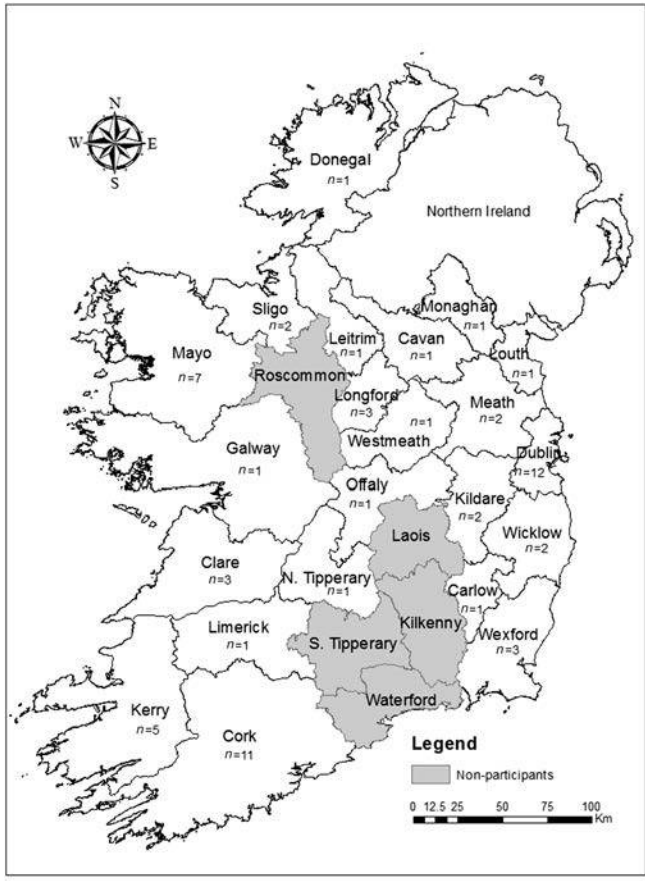 N
W E
S
Donegal
n=1
Northern Ireland
Sligo
n=2
Monaghan
n=1
Leitrim
n=1
Cavan
n=1
Louth
n=1
Mayo
n=7
Roscommon
Longford
n=3
Meath
n=2
n=1
Westmeath
Galway
n=1
Dublin
n=12
Offaly
n=1
Kildare
n=2
Laois
Wicklow
n=2
Clare
n=3
N. Tipperary
n=1
Carlow
n=1
Limerick
n=1
S. Tipperary
Kilkenny
Wexford
n=3
Waterford
Kerry
n=5
Cork
n=11
Legend
Non-participants
0 12.5 25 50 75 100
Km